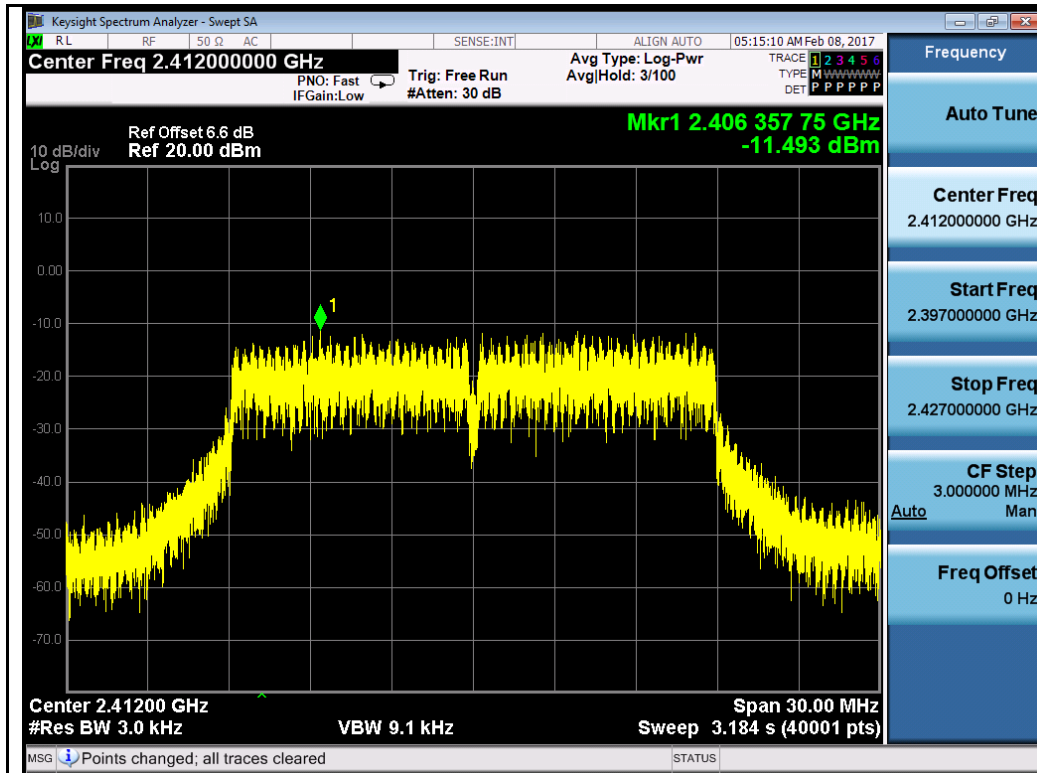 Keysight Spectrum Analyzer - Swept SA
LXI RL RF 50 Ω AC SENSE:INT ALIGN AUTO 05:15:10 AM Feb 08, 2017
Center Freq 2.412000000 GHz
PNO: Fast
IFGain:Low
Trig: Free Run
#Atten: 30 dB
Avg Type: Log-Pwr
Avg|Hold: 3/100
TRACE 1 2 3 4 5 6
TYPE M WWWWW
DET P P P P P P
Ref Offset 6.6 dB
10 dB/div Ref 20.00 dBm
Log
Mkr1 2.406 357 75 GHz
-11.493 dBm
10.0
0.00
-10.0
-20.0
-30.0
-40.0
-50.0
-60.0
-70.0
1
Center 2.41200 GHz
Span 30.00 MHz
#Res BW 3.0 kHz
VBW 9.1 kHz
Sweep 3.184 s (40001 pts)
MSG Points changed; all traces cleared
STATUS
Frequency
Auto Tune
Center Freq
2.412000000 GHz
Start Freq
2.397000000 GHz
Stop Freq
2.427000000 GHz
CF Step
3.000000 MHz
Auto Man
Freq Offset
0 Hz